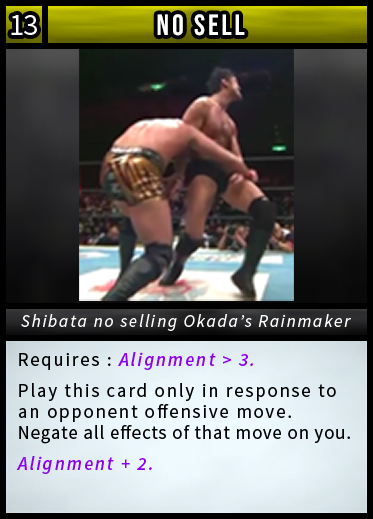 13
NO SELL
Shibata no selling Okada's Rainmaker
Requires : Alignment > 3.
Play this card only in response to
an opponent offensive move.
Negate all effects of that move on you.
Alignment + 2.